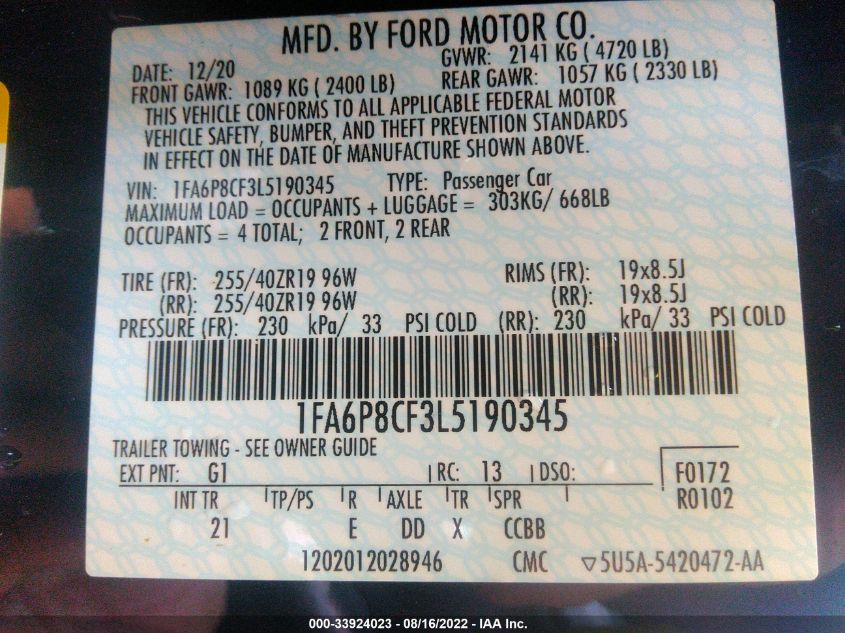 MFD. BY FORD MOTOR CO.
DATE: 12/20 GVWR: 2141 KG ( 4720 LB)
FRONT GAWR: 1089 KG ( 2400 LB) REAR GAWR: 1057 KG ( 2330 LB)
THIS VEHICLE CONFORMS TO ALL APPLICABLE FEDERAL MOTOR
VEHICLE SAFETY, BUMPER, AND THEFT PREVENTION STANDARDS
IN EFFECT ON THE DATE OF MANUFACTURE SHOWN ABOVE.
VIN: 1FA6P8CF3L5190345 TYPE: Passenger Car
MAXIMUM LOAD = OCCUPANTS + LUGGAGE = 303KG/ 668LB
OCCUPANTS = 4 TOTAL; 2 FRONT, 2 REAR
TIRE (FR): 255/40ZR19 96W RIMS (FR): 19x8.5J
(RR): 255/40ZR19 96W (RR): 19x8.5J
PRESSURE (FR): 230 kPa/ 33 PSI COLD (RR): 230 kPa/ 33 PSI COLD
1FA6P8CF3L5190345
TRAILER TOWING - SEE OWNER GUIDE
EXT PNT: G1 RC: 13 DSO: F0172
INT TR TP/PS R AXLE TR SPR R0102
21 E DD X CCBB
1202012028946 CMC ▽5U5A-5420472-AA
000-33924023 - 08/16/2022 - IAA Inc.